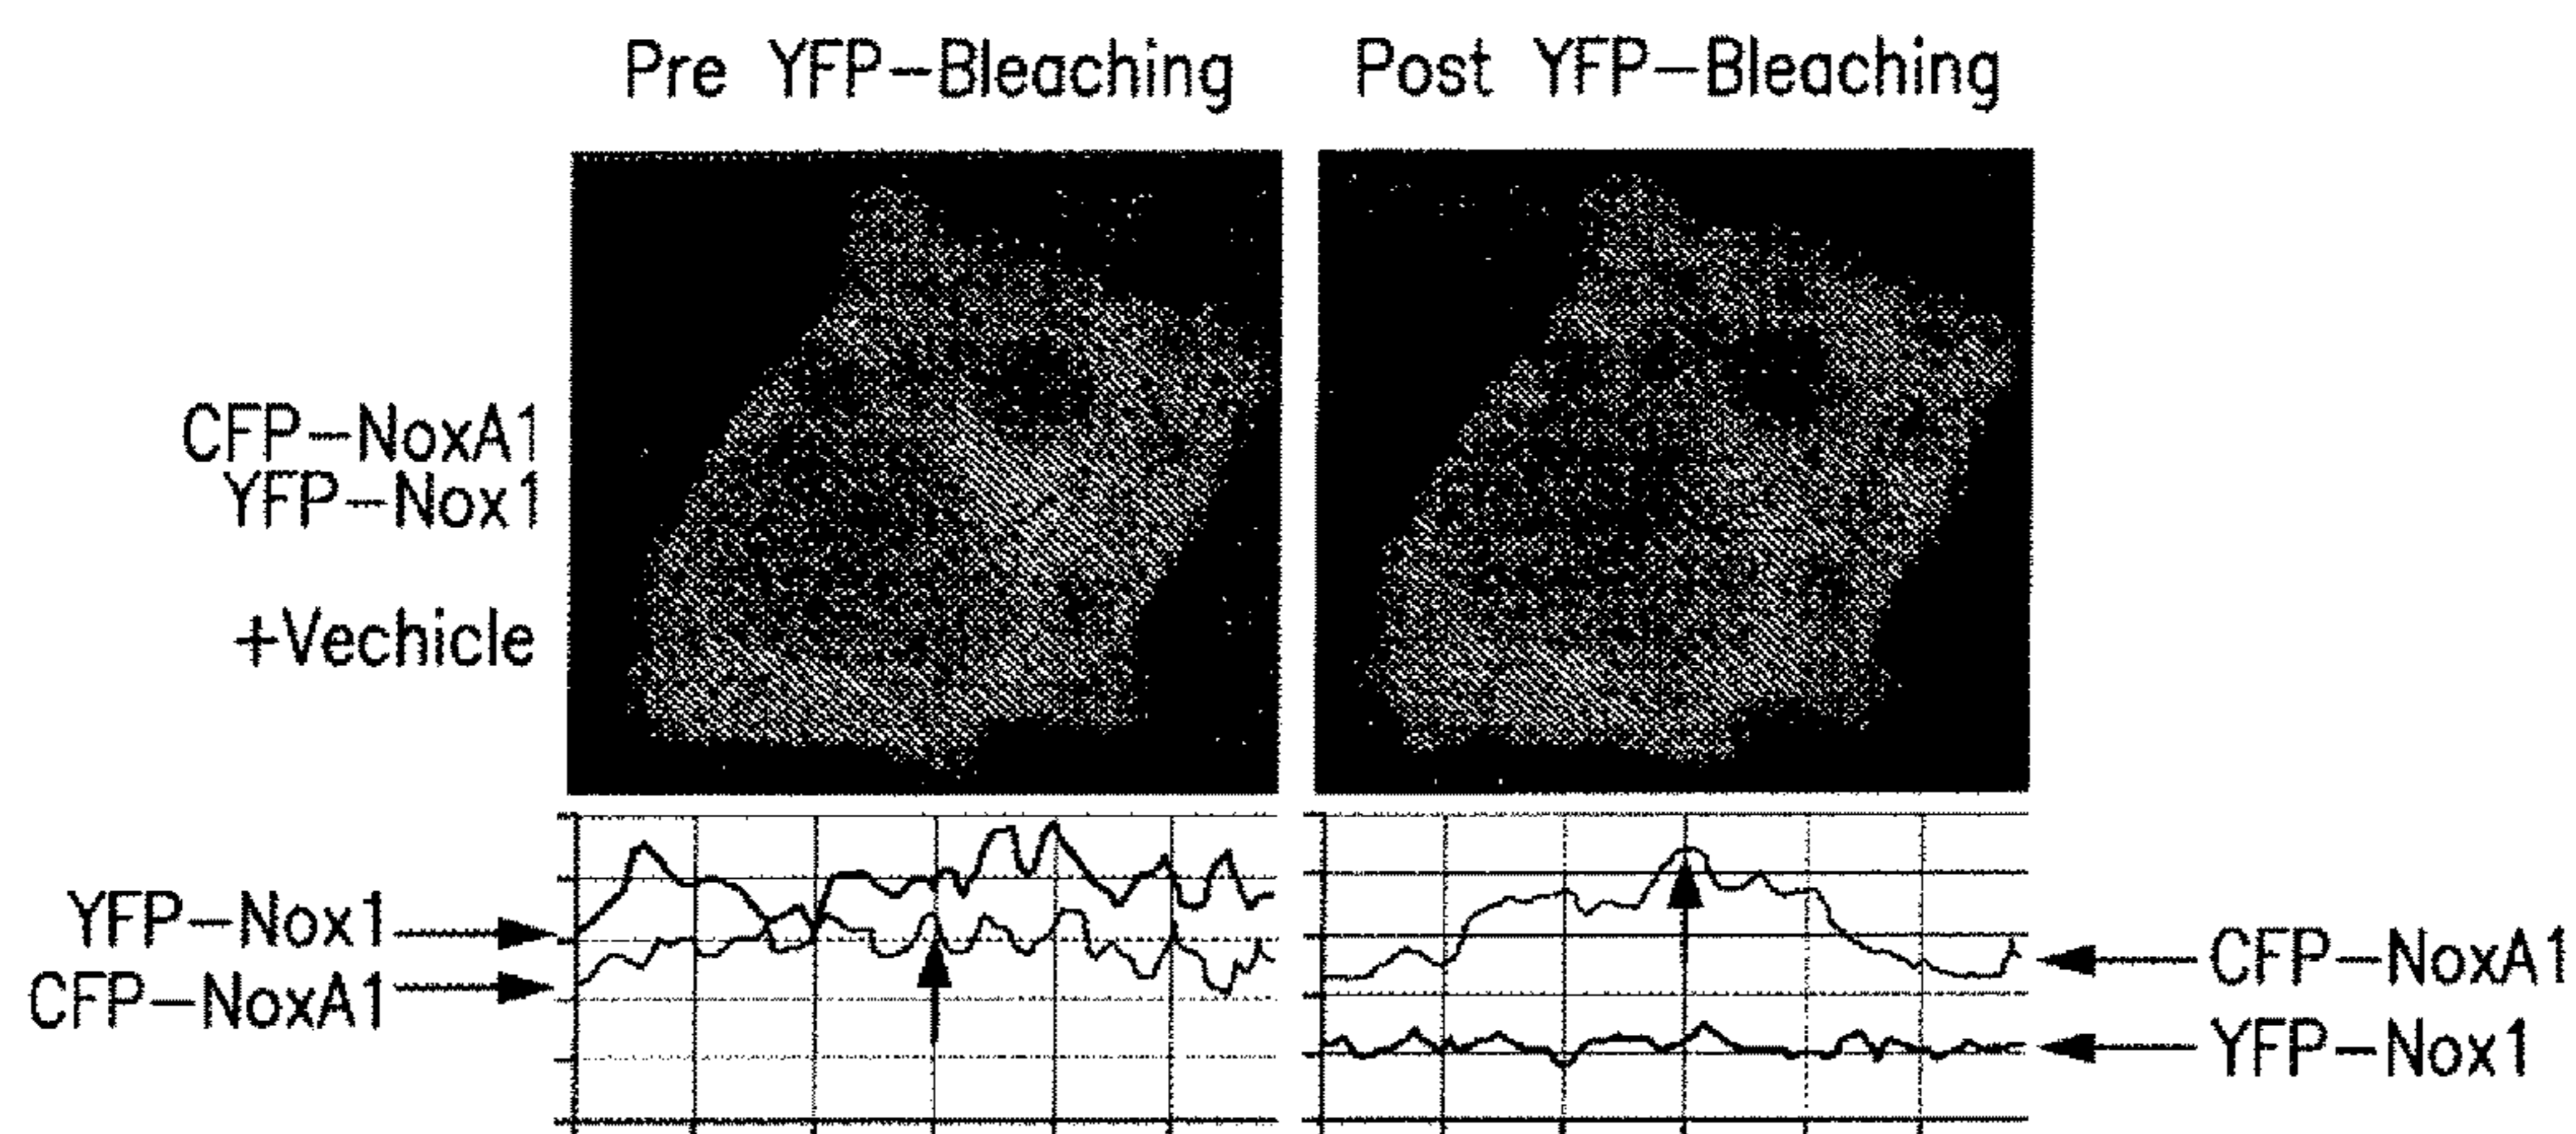 Pre YFP-Bleaching
Post YFP-Bleaching
CFP-NoxA1
YFP-Nox1
+Vechicle
YFP-Nox1
CFP-NoxA1
CFP-NoxA1
YFP-Nox1